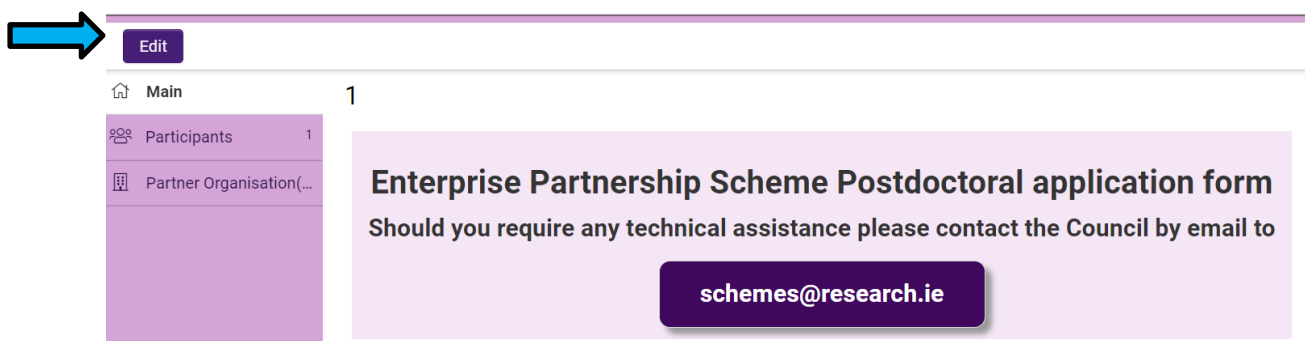 Edit
Main
1
Participants 1
Partner Organisation(...
Enterprise Partnership Scheme Postdoctoral application form
Should you require any technical assistance please contact the Council by email to
schemes@research.ie